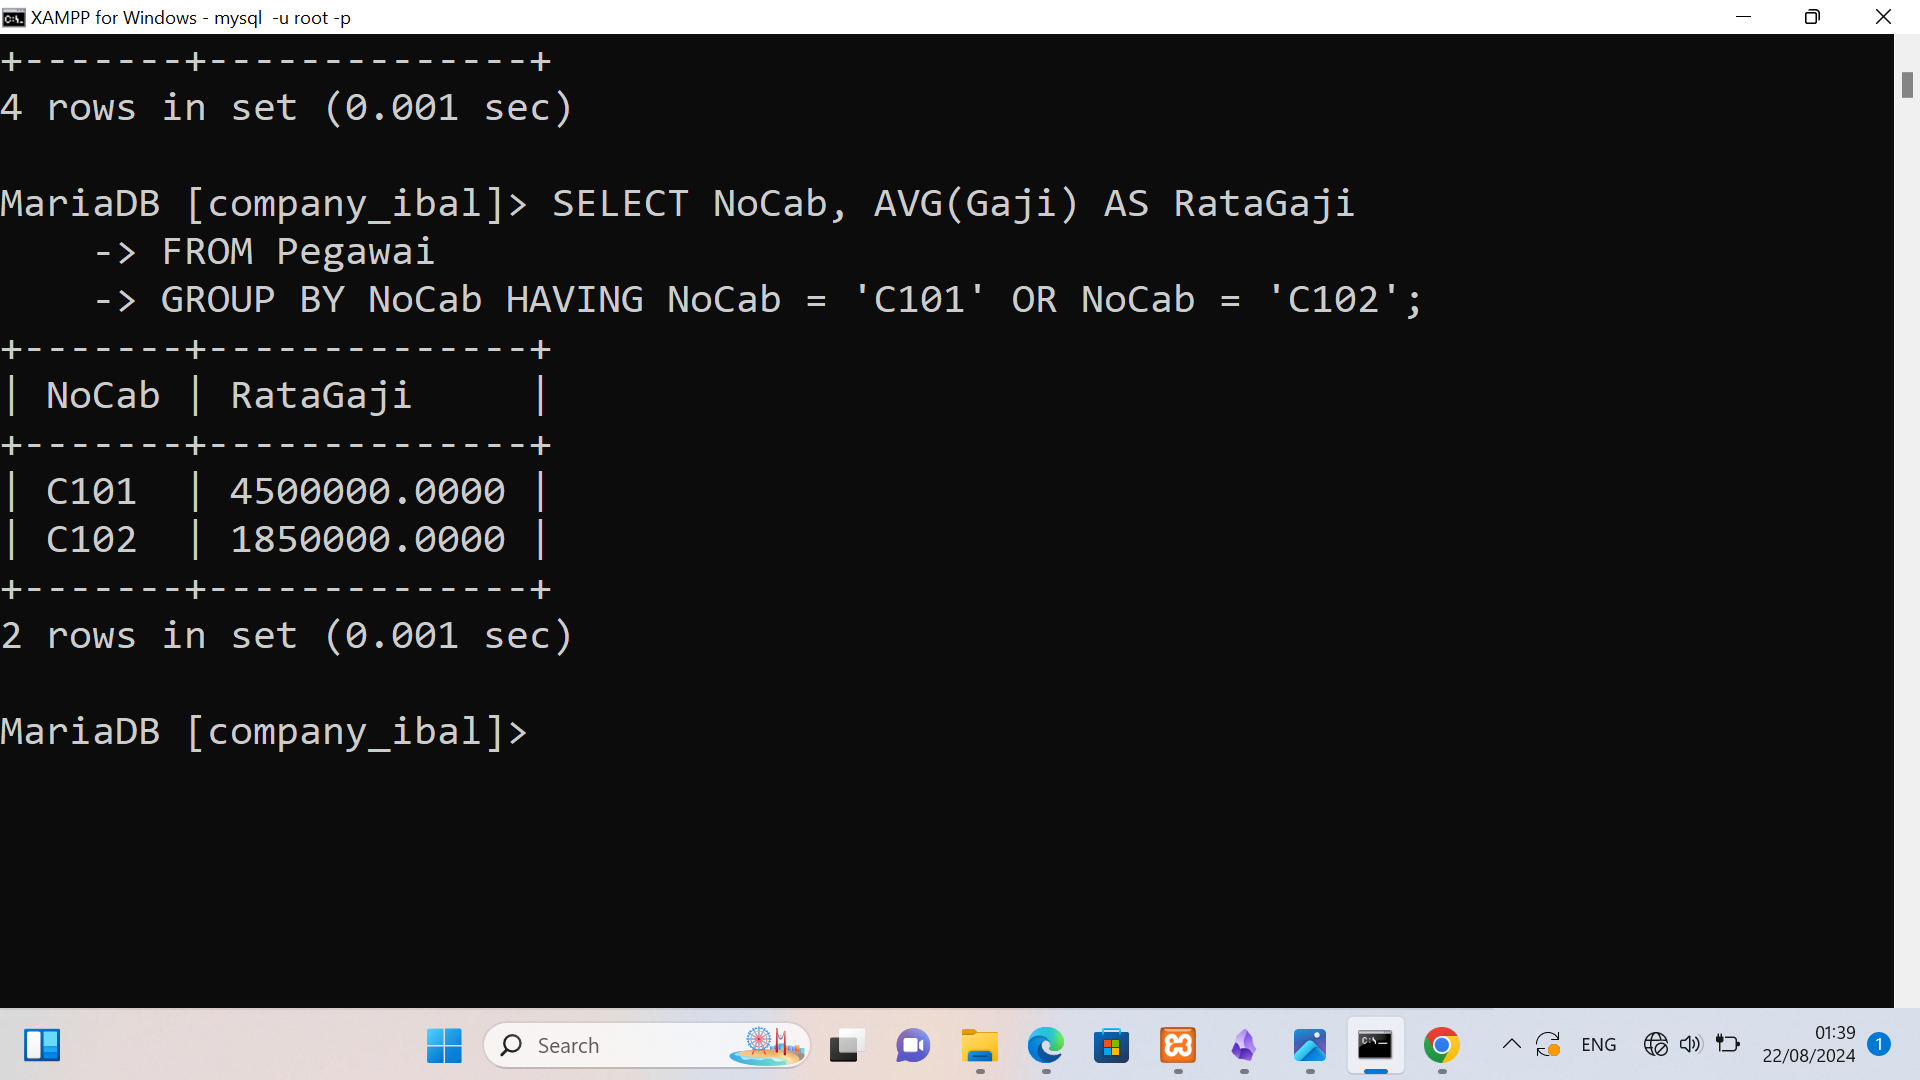 XAMPP for Windows - mysql  -u root -p
+-------+--------------+
4 rows in set (0.001 sec)
MariaDB [company_ibal]> SELECT NoCab, AVG(Gaji) AS RataGaji
    -> FROM Pegawai
    -> GROUP BY NoCab HAVING NoCab = 'C101' OR NoCab = 'C102';
+-------+--------------+
| NoCab | RataGaji     |
+-------+--------------+
| C101  | 4500000.0000 |
| C102  | 1850000.0000 |
+-------+--------------+
2 rows in set (0.001 sec)
MariaDB [company_ibal]>
Search
ENG
01:39
22/08/2024
1